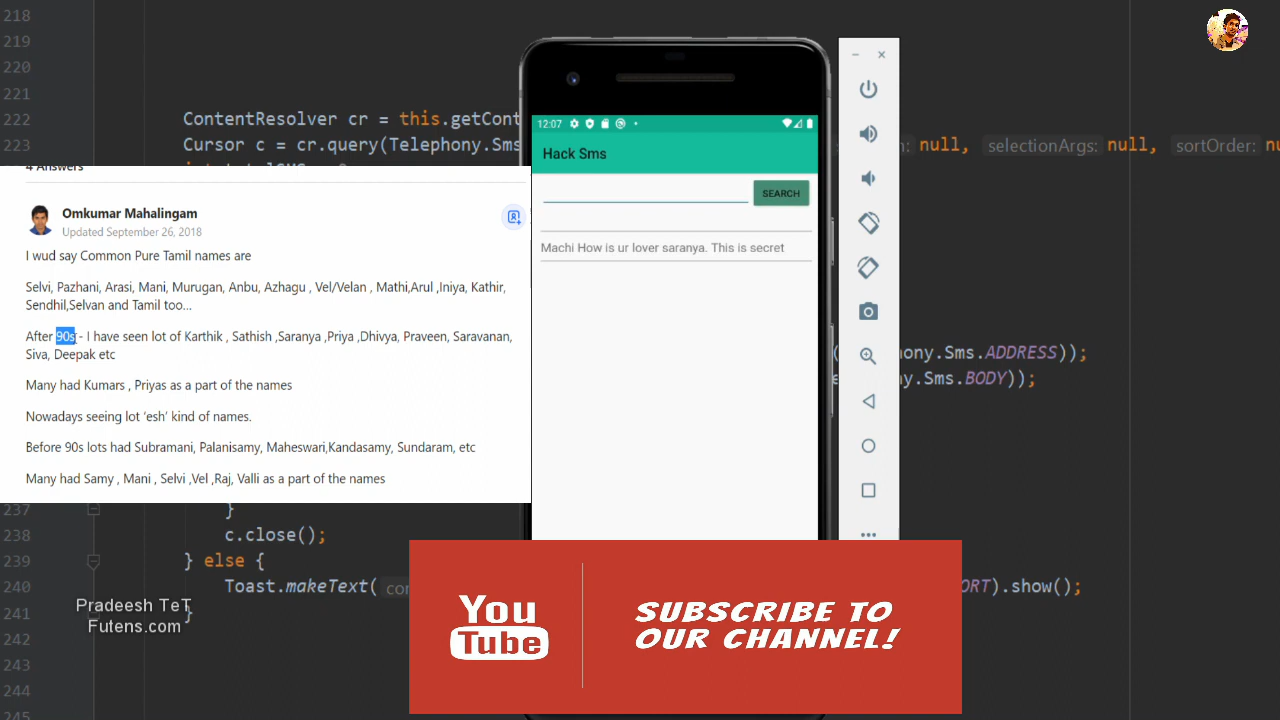 218
219
220
221
222
ContentResolver cr = this.getCont
223
Cursor c = cr.query(Telephony.Sms
null, selectionArgs: null, sortOrder: nu
4 Answers
Omkumar Mahalingam
Updated September 26, 2018
I wud say Common Pure Tamil names are
Selvi, Pazhani, Arasi, Mani, Murugan, Anbu, Azhagu , Vel/Velan , Mathi,Arul ,Iniya, Kathir,
Sendhil,Selvan and Tamil too...
After 90s - I have seen lot of Karthik , Sathish ,Saranya ,Priya ,Dhivya, Praveen, Saravanan,
Siva, Deepak etc
Many had Kumars , Priyas as a part of the names
Nowadays seeing lot ‘esh’ kind of names.
Before 90s lots had Subramani, Palanisamy, Maheswari,Kandasamy, Sundaram, etc
Many had Samy , Mani , Selvi ,Vel ,Raj, Valli as a part of the names
12:07
Hack Sms
SEARCH
Machi How is ur lover saranya. This is secret
ony.Sms.ADDRESS));
y.Sms.BODY));
237
}
238
c.close();
239
} else {
240
Toast.makeText(
ORT).show();
241
}
242
243
244
245
Pradeesh TeT
Futens.com
You
Tube
SUBSCRIBE TO
OUR CHANNEL!